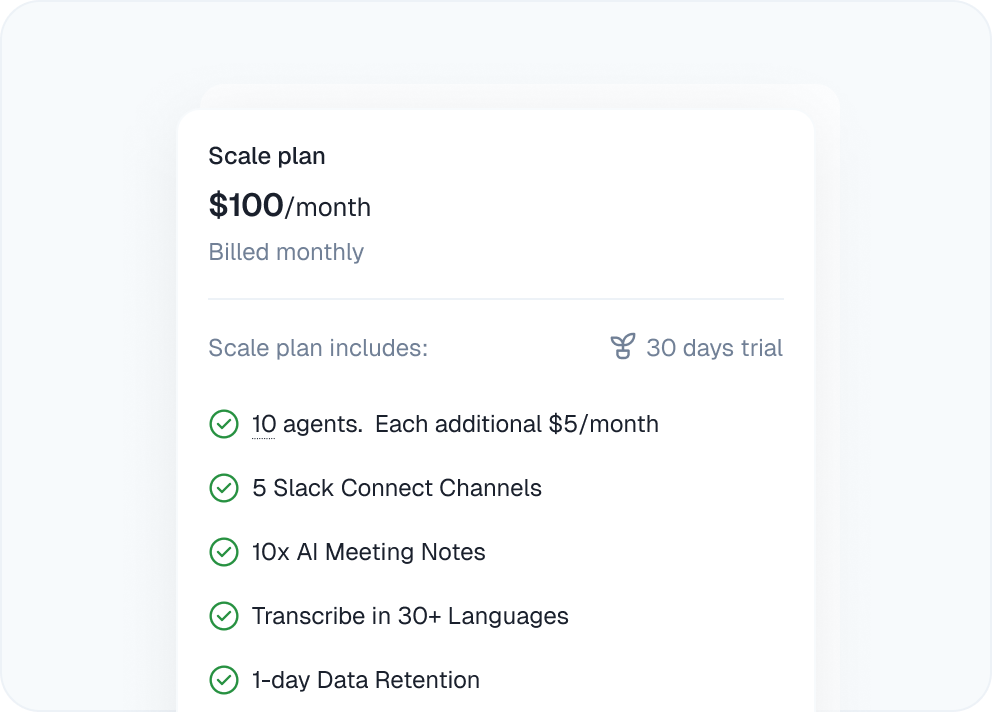 Scale plan
$100/month
Billed monthly
Scale plan includes:
30 days trial
10 agents.  Each additional $5/month
5 Slack Connect Channels
10x AI Meeting Notes
Transcribe in 30+ Languages
1-day Data Retention